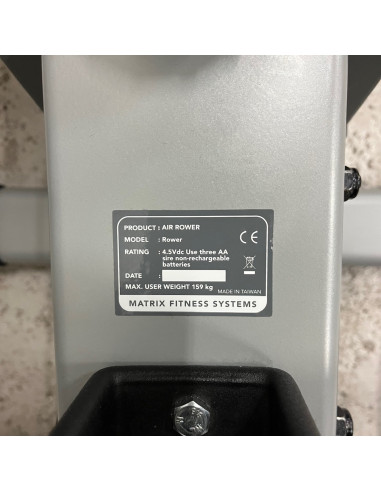 PRODUCT : AIR ROWER
MODEL : Rower
RATING : 4.5Vdc Use three AA
sire non-rechargeable
batteries
DATE :
MAX. USER WEIGHT 159 kg
MADE IN TAIWAN
MATRIX FITNESS SYSTEMS
CE